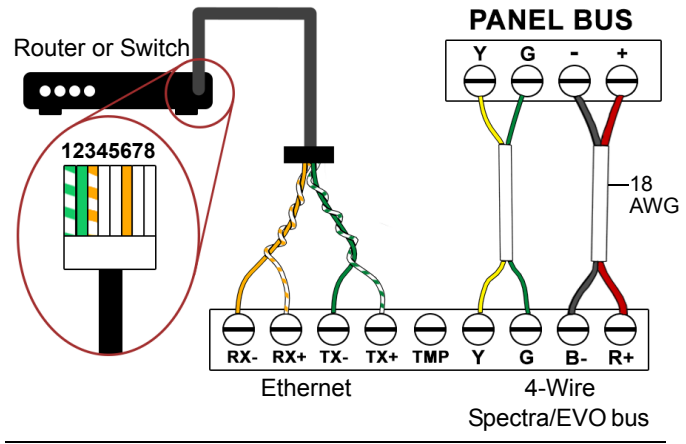 PANEL BUS
Router or Switch
Y G - +
12345678
18
AWG
RX- RX+ TX- TX+ TMP Y G B- R+
Ethernet
4-Wire
Spectra/EVO bus